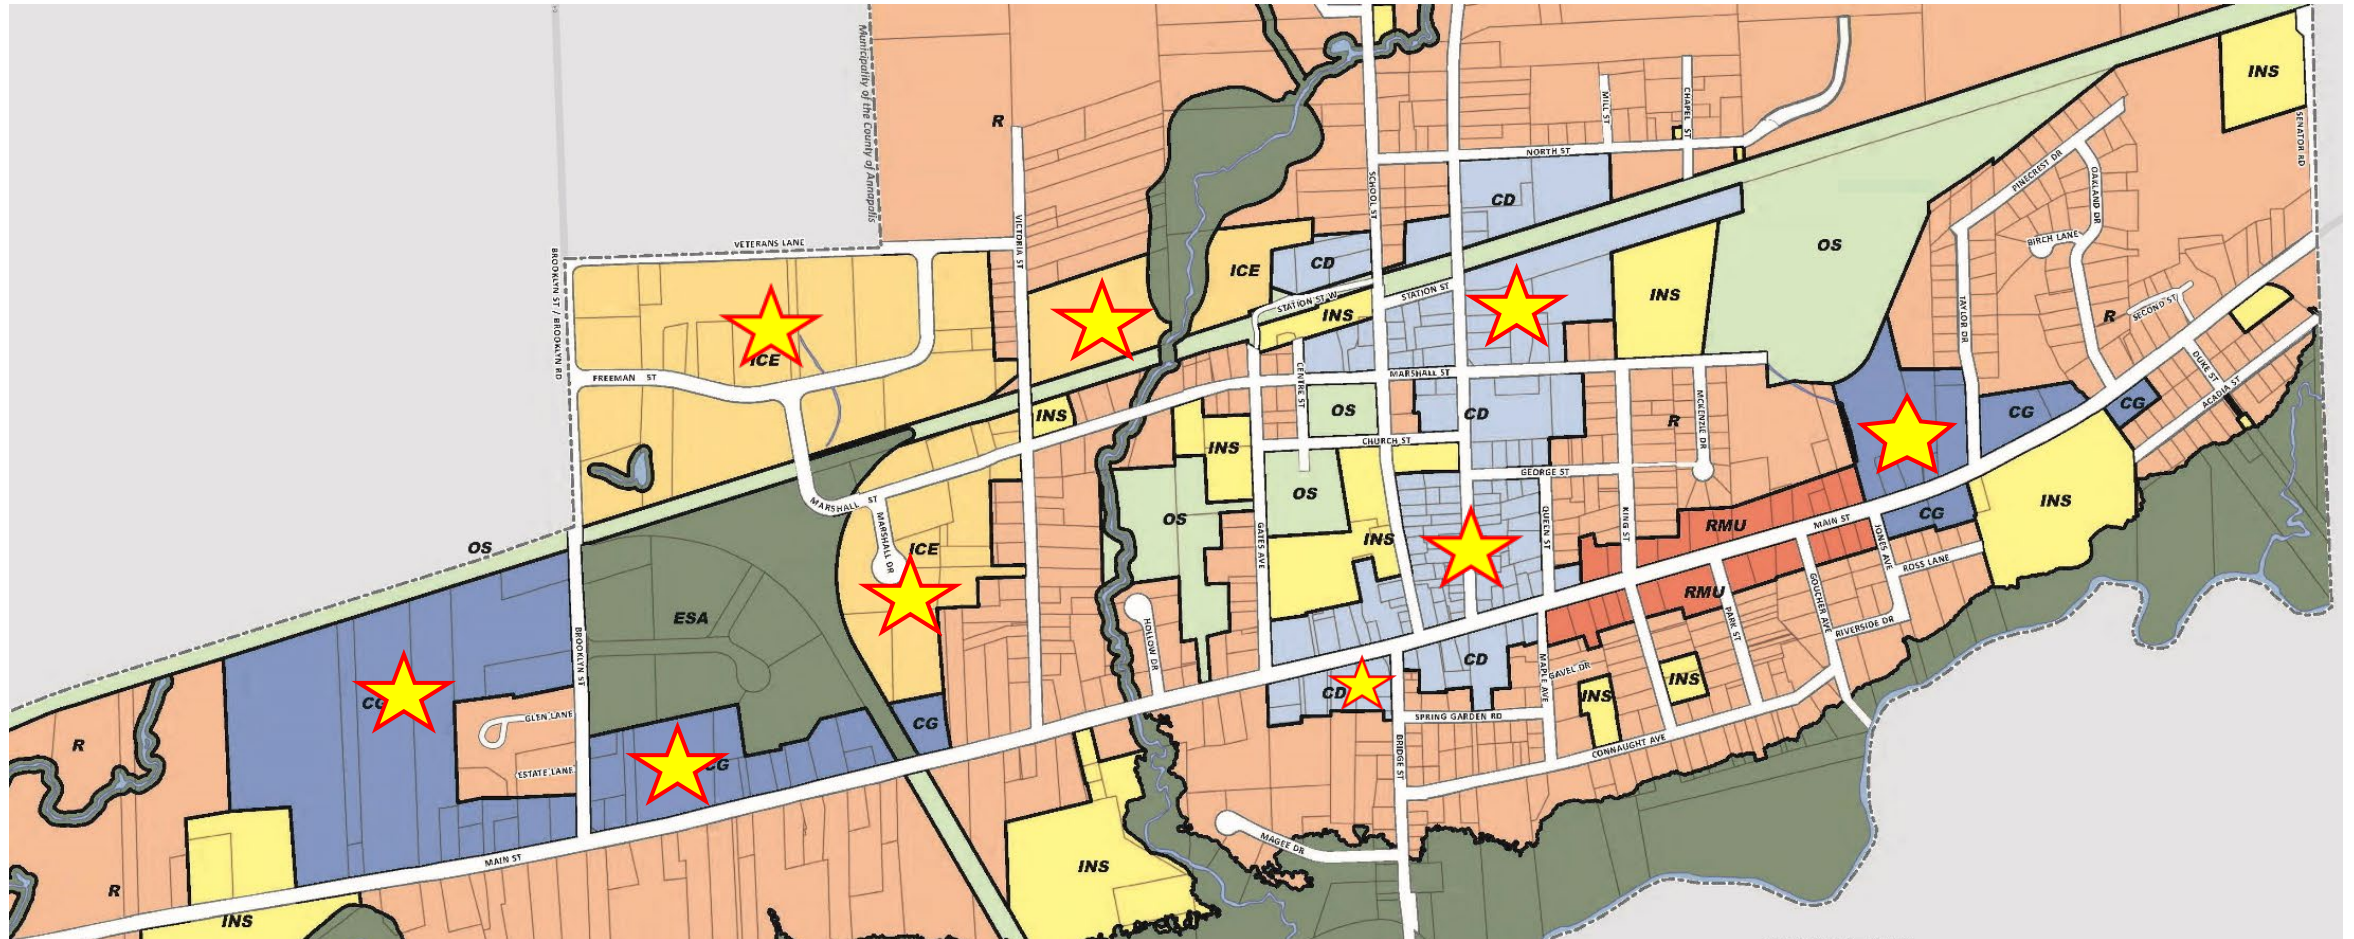 Municipality of the County of Annapolis
INS
SENATOR RD
MILL ST
CHAPEL ST
R
NORTH ST
SCHOOL ST
PINECREST DR
OAKLAND DR
CD
VICTORIA ST
VETERANS LANE
BIRCH LANE
OS
BROOKLYN ST / BROOKLYN RD
ICE
CD
STATION ST W
STATION ST
INS
INS
SECOND ST
R
TAYLOR DR
ICE
FREEMAN ST
CENTRE ST
MARSHALL ST
DUKE ST
ACADIA ST
MCKENZIE DR
INS
OS
CD
R
CG
CG
CHURCH ST
INS
GEORGE ST
OS
MARSHALL ST
MARSHALL DR
INS
OS
GATES AVE
QUEEN ST
KING ST
RMU
MAIN ST
CG
JONES AVE
OS
ICE
INS
ROSS LANE
RMU
GOUCHER AVE
PARK ST
RIVERSIDE DR
ESA
HOLLOW DR
BROOKLYN ST
CD
MAPLE AVE
GAVEL DR
INS
INS
CD
CG
GLEN LANE
CG
SPRING GARDEN RD
R
CONNAUGHT AVE
BRIDGE ST
CG
ESTATE LANE
MAGEE DR
MAIN ST
INS
R
INS